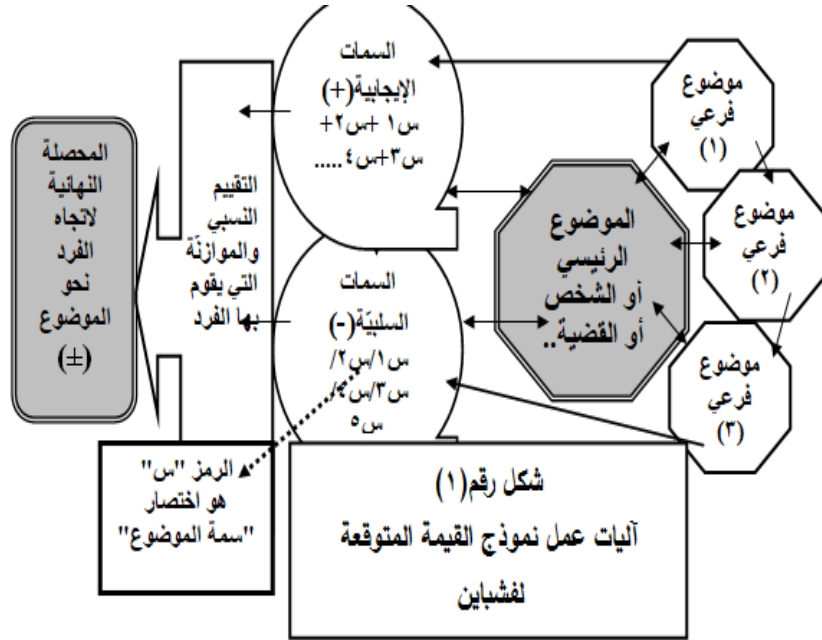 موضوع
فرعي
(١)
موضوع
فرعي
(٢)
موضوع
فرعي
(٣)
الموضوع
الرئيسي
أو الشخص
أو القضية..
السمات
الإيجابية(+)
س١ +س٢+
س٣+س٤.....
السمات
السلبيّة(-)
س١/س٢/
س٣/س٤/
س٥
التقييم
النسبي
والموازنّة
التي يقوم
بها الفرد
المحصلة
النهائية
لاتجاه
الفرد
نحو
الموضوع
(±)
الرمز "س"
هو اختصار
"سمة الموضوع"
شكل رقم(١)
آليات عمل نموذج القيمة المتوقعة
لفشباين